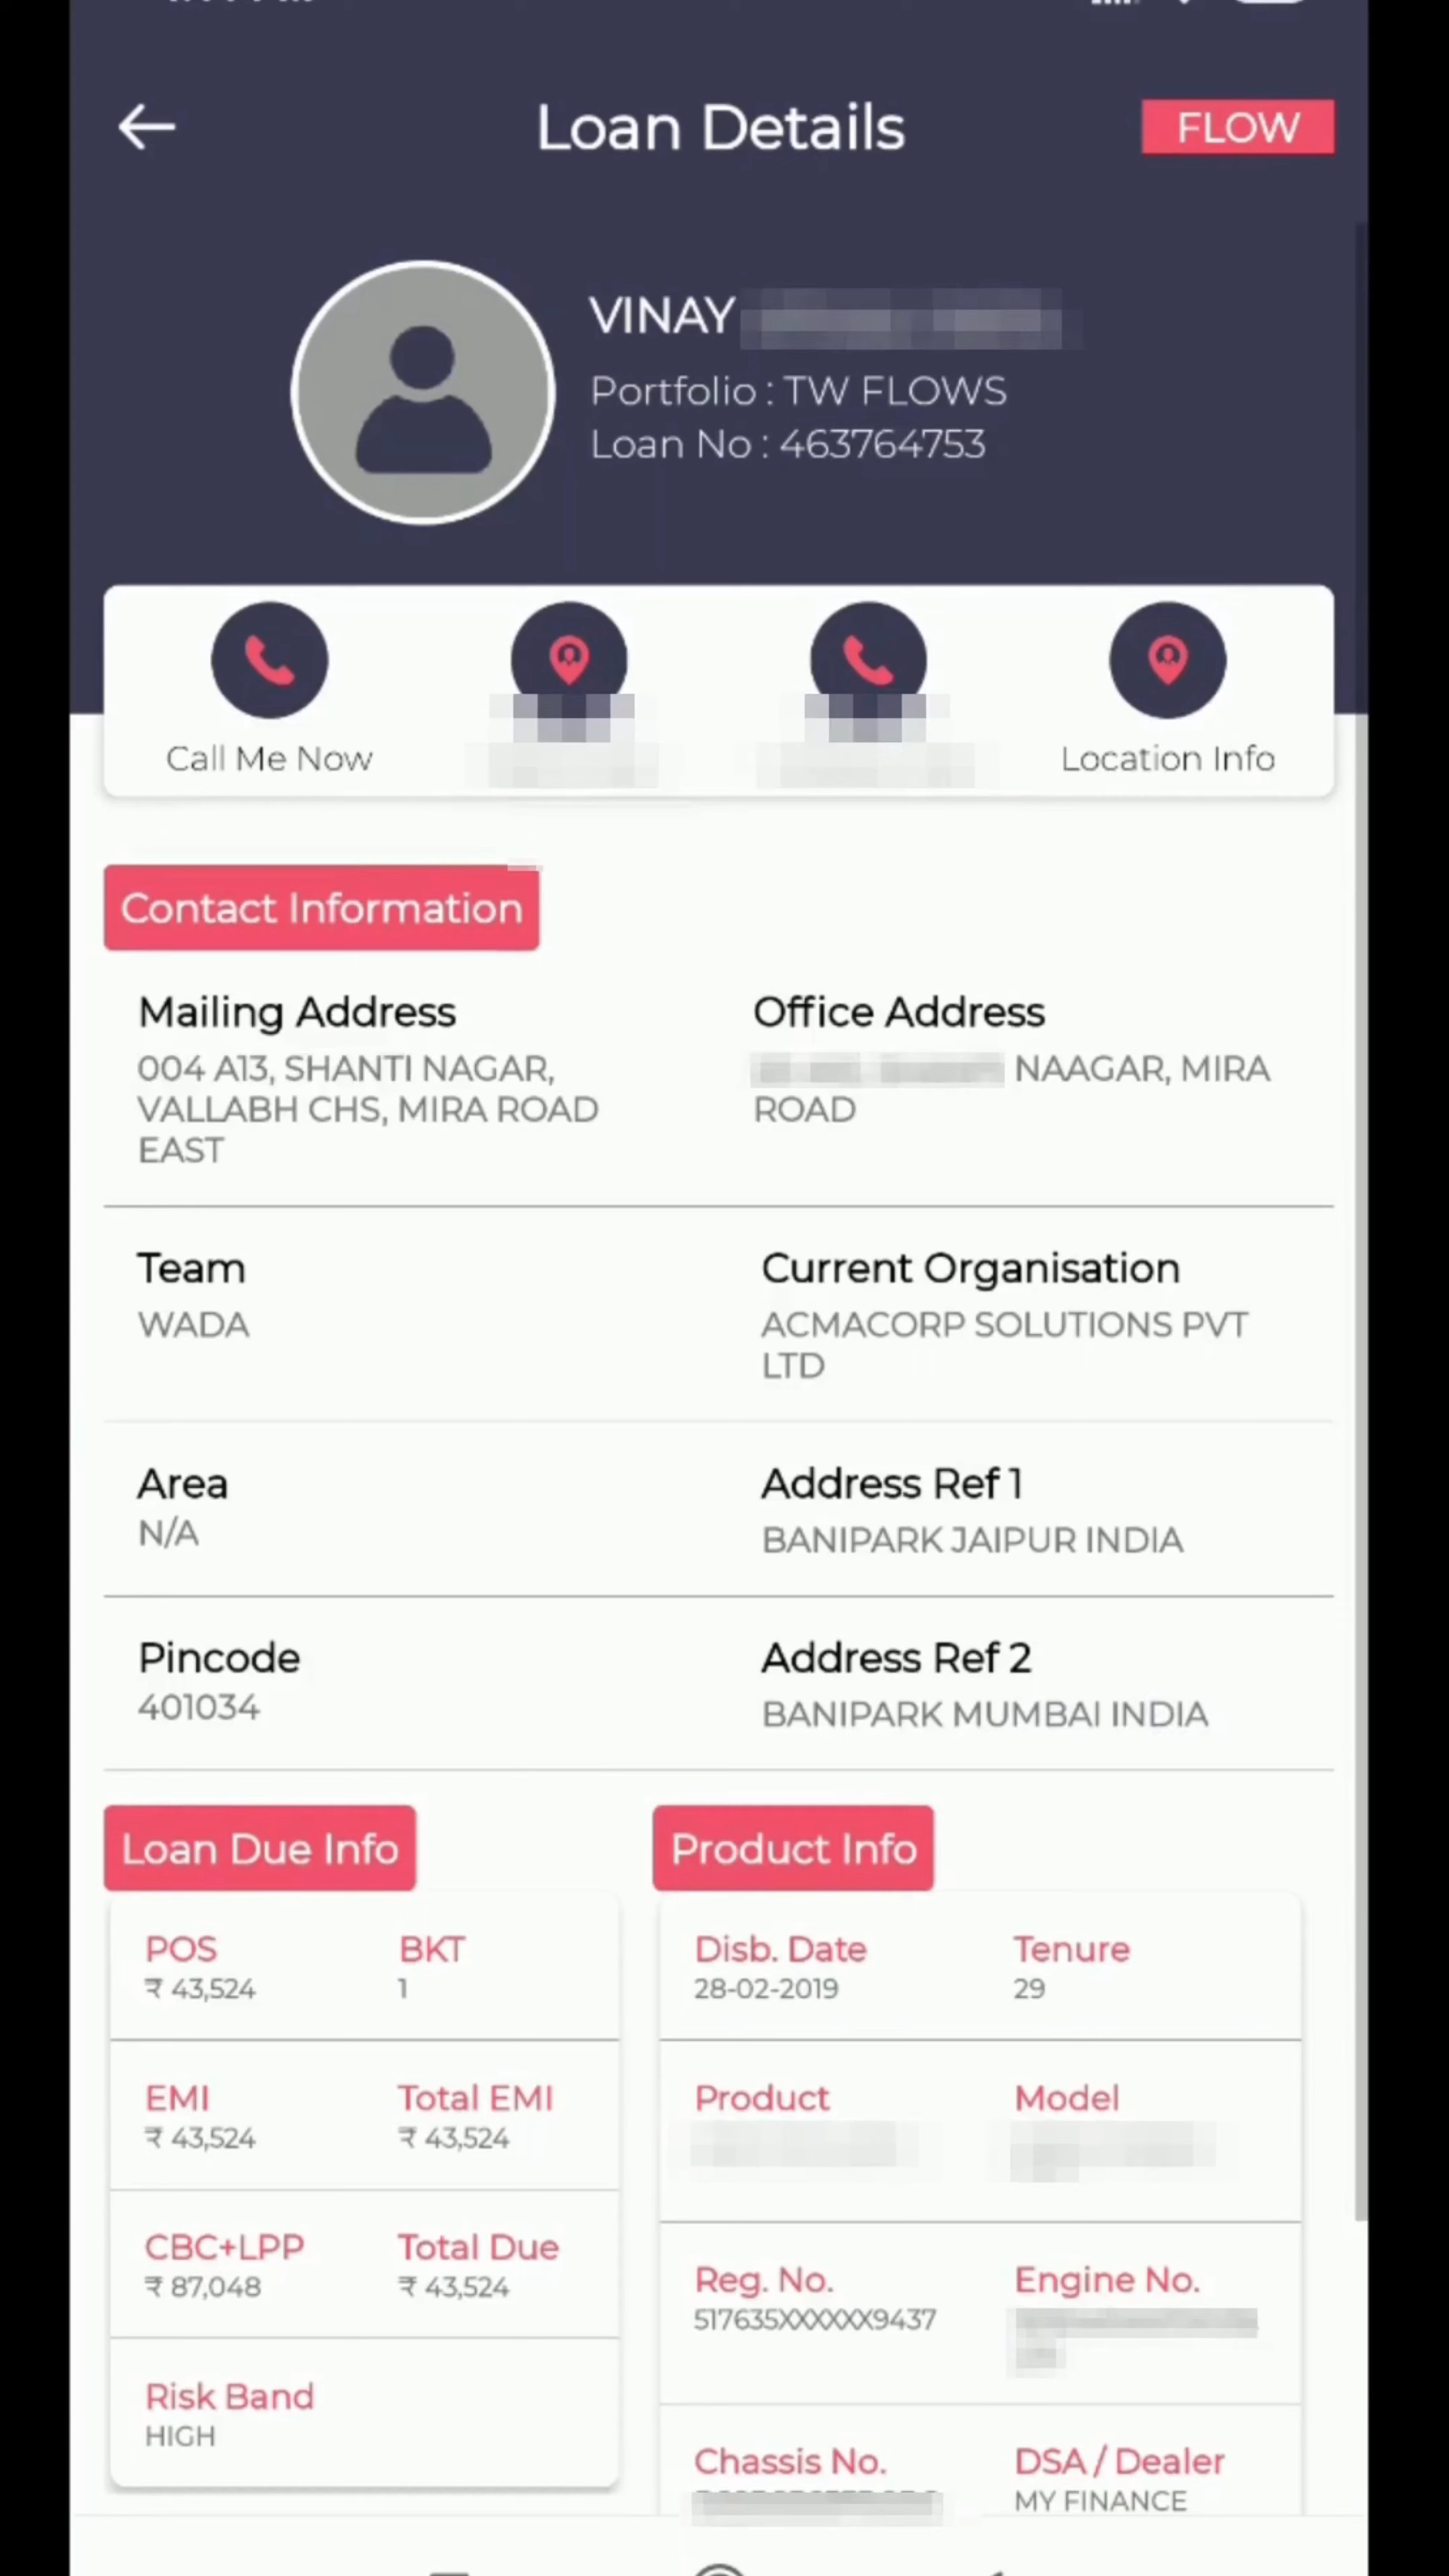 Loan Details
FLOW
VINAY
Portfolio : TW FLOWS
Loan No : 463764753
Call Me Now
Location Info
Contact Information
Mailing Address
004 A13, SHANTI NAGAR,
VALLABH CHS, MIRA ROAD
EAST
Office Address
NAAGAR, MIRA
ROAD
Team
WADA
Current Organisation
ACMACORP SOLUTIONS PVT
LTD
Area
N/A
Address Ref 1
BANIPARK JAIPUR INDIA
Pincode
401034
Address Ref 2
BANIPARK MUMBAI INDIA
Loan Due Info
POS
₹ 43,524
BKT
1
EMI
₹ 43,524
Total EMI
₹ 43,524
CBC+LPP
₹ 87,048
Total Due
₹ 43,524
Risk Band
HIGH
Product Info
Disb. Date
28-02-2019
Tenure
29
Product
Model
Reg. No.
517635XXXXXX9437
Engine No.
Chassis No.
DSA / Dealer
MY FINANCE